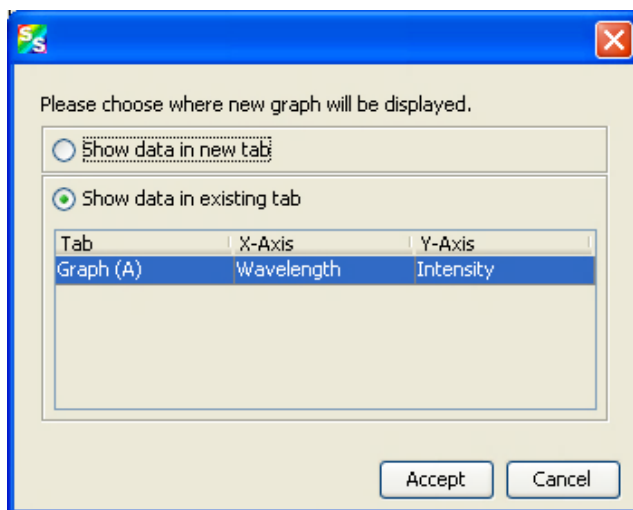 SS
Please choose where new graph will be displayed.
Show data in new tab
Show data in existing tab
Tab X-Axis Y-Axis
Graph (A) Wavelength Intensity
Accept Cancel